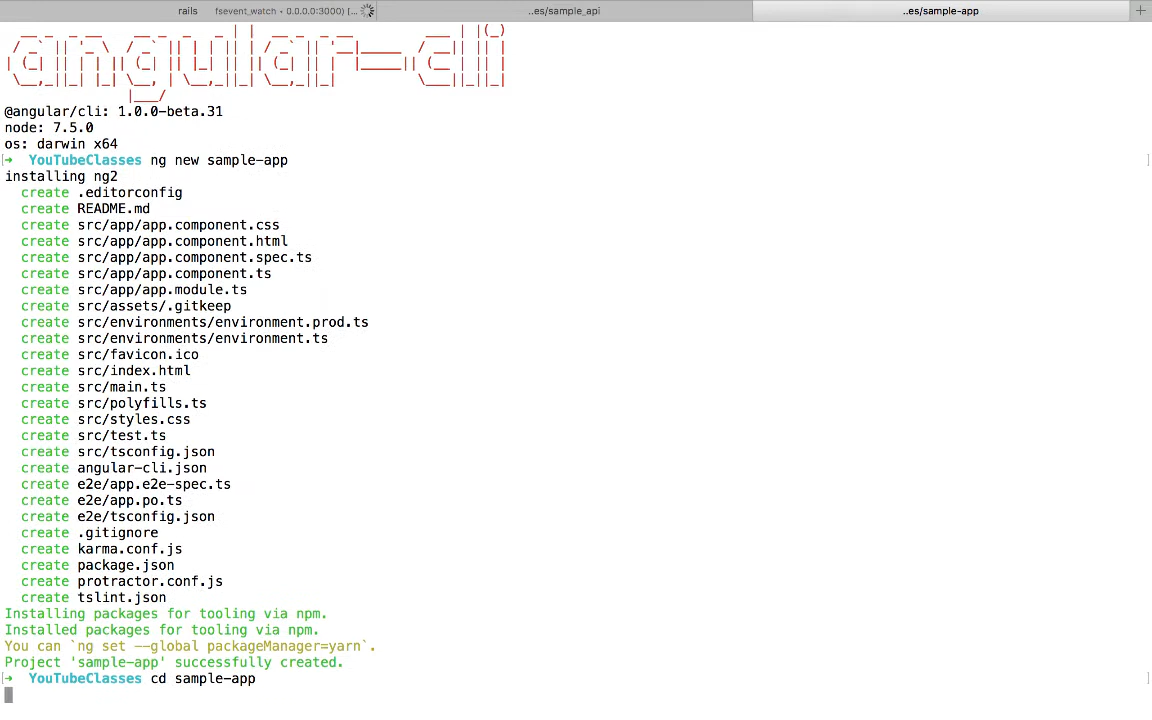 rails    fsevent_watch • 0.0.0.0:3000) [...    ..es/sample_api    ..es/sample-app    +
angular-cli
@angular/cli: 1.0.0-beta.31
node: 7.5.0
os: darwin x64
[➜  YouTubeClasses ng new sample-app ]
installing ng2
  create .editorconfig
  create README.md
  create src/app/app.component.css
  create src/app/app.component.html
  create src/app/app.component.spec.ts
  create src/app/app.component.ts
  create src/app/app.module.ts
  create src/assets/.gitkeep
  create src/environments/environment.prod.ts
  create src/environments/environment.ts
  create src/favicon.ico
  create src/index.html
  create src/main.ts
  create src/polyfills.ts
  create src/styles.css
  create src/test.ts
  create src/tsconfig.json
  create angular-cli.json
  create e2e/app.e2e-spec.ts
  create e2e/app.po.ts
  create e2e/tsconfig.json
  create .gitignore
  create karma.conf.js
  create package.json
  create protractor.conf.js
  create tslint.json
Installing packages for tooling via npm.
Installed packages for tooling via npm.
You can `ng set --global packageManager=yarn`.
Project 'sample-app' successfully created.
[➜  YouTubeClasses cd sample-app ]